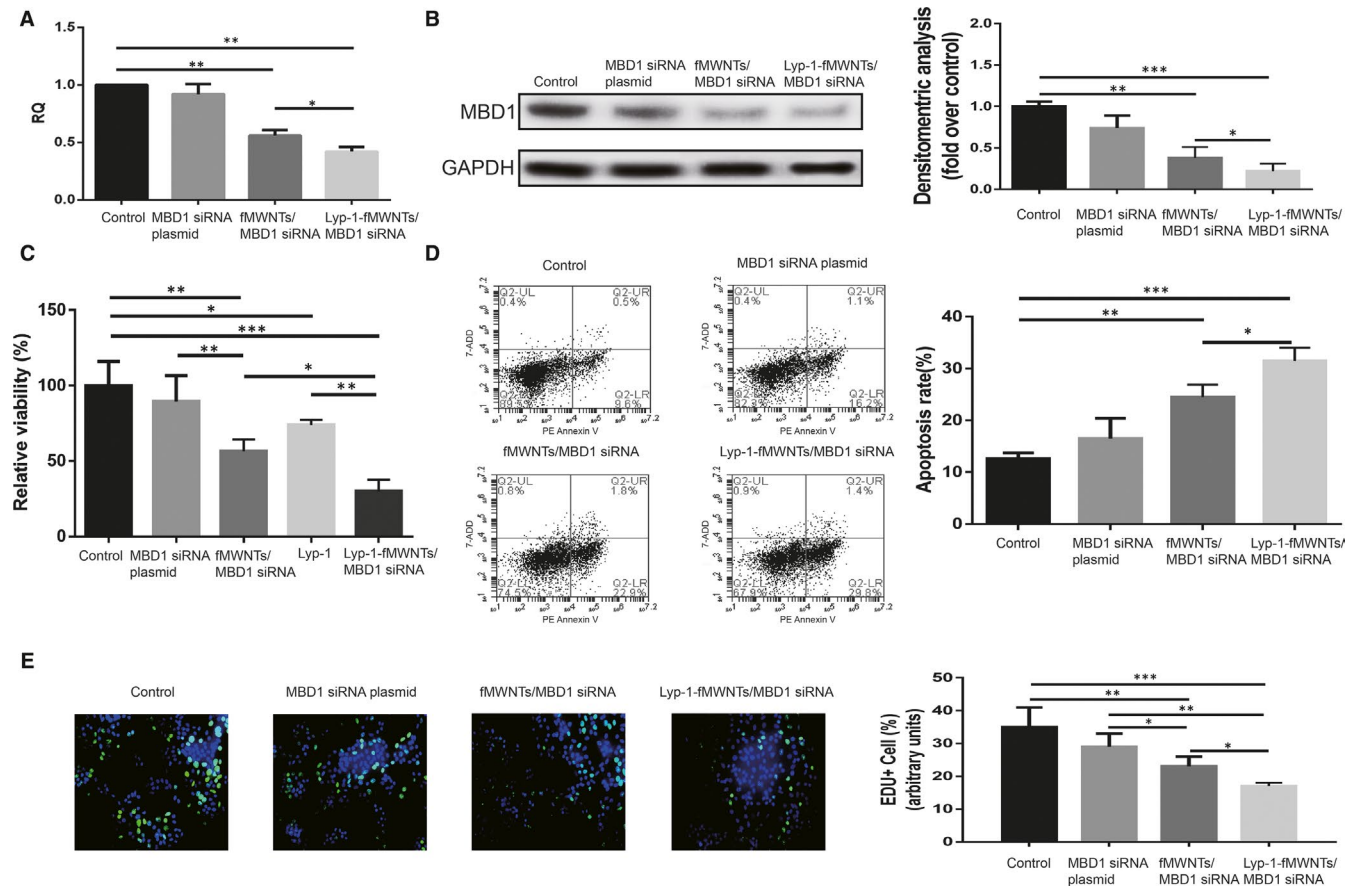 A
1.5
1.0
0.5
0.0
RQ
**
**
*
Control
MBD1 siRNA
plasmid
fMWNTs/
MBD1 siRNA
Lyp-1-fMWNTs/
MBD1 siRNA
B
Control
MBD1 siRNA
plasmid
fMWNTs/
MBD1 siRNA
Lyp-1-fMWNTs/
MBD1 siRNA
MBD1
GAPDH
Densitomentric analysis
(fold over control)
2.0
1.5
1.0
0.5
0.0
***
**
*
Control
MBD1 siRNA
plasmid
fMWNTs/
MBD1 siRNA
Lyp-1-fMWNTs/
MBD1 siRNA
C
Relative viability (%)
150
100
50
0
**
*
***
**
*
**
Control
MBD1 siRNA
plasmid
fMWNTs/
MBD1 siRNA
Lyp-1
Lyp-1-fMWNTs/
MBD1 siRNA
D
Control
Q2-UL
0.4%
Q2-UR
0.5%
Q2-LR
9.6%
7-ADD
PE Annexin V
MBD1 siRNA plasmid
Q2-UL
0.4%
Q2-UR
1.1%
Q2-LR
16.2%
7-ADD
PE Annexin V
fMWNTs/MBD1 siRNA
Q2-UL
0.8%
Q2-UR
1.8%
Q2-LR
22.9%
74.5%
7-ADD
PE Annexin V
Lyp-1-fMWNTs/MBD1 siRNA
Q2-UL
0.9%
Q2-UR
1.4%
Q2-LR
29.8%
67.9%
7-ADD
PE Annexin V
Apoptosis rate(%)
40
30
20
10
0
***
**
*
Control
MBD1 siRNA
plasmid
fMWNTs/
MBD1 siRNA
Lyp-1-fMWNTs/
MBD1 siRNA
E
Control
MBD1 siRNA plasmid
fMWNTs/MBD1 siRNA
Lyp-1-fMWNTs/MBD1 siRNA
EDU+ Cell (%)
(arbitrary units)
50
40
30
20
10
0
***
**
**
*
*
Control
MBD1 siRNA
plasmid
fMWNTs/
MBD1 siRNA
Lyp-1-fMWNTs/
MBD1 siRNA